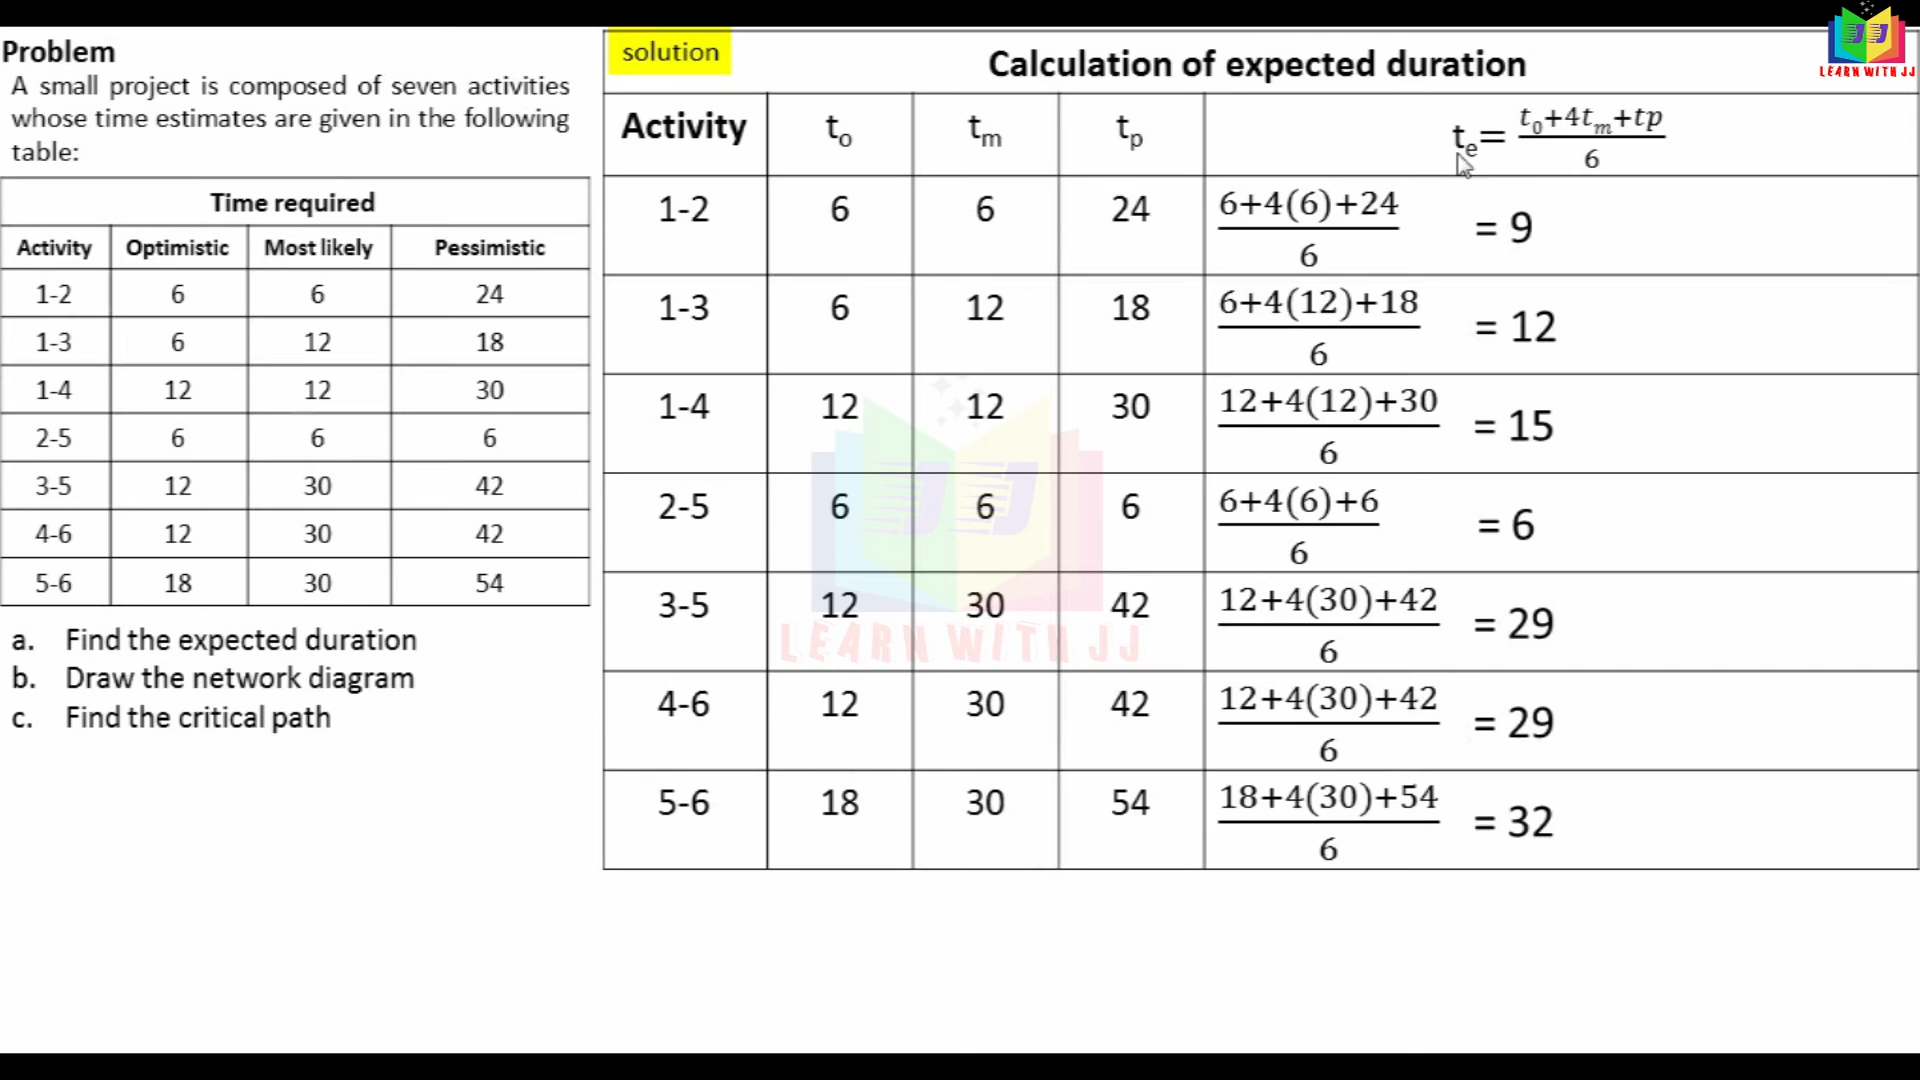 Problem
A small project is composed of seven activities
whose time estimates are given in the following
table:
Time required
Activity Optimistic Most likely Pessimistic
1-2 6 6 24
1-3 6 12 18
1-4 12 12 30
2-5 6 6 6
3-5 12 30 42
4-6 12 30 42
5-6 18 30 54
a. Find the expected duration
b. Draw the network diagram
c. Find the critical path
solution
Calculation of expected duration
Activity to tm tp te= t0+4tm+tp
6
1-2 6 6 24 6+4(6)+24
6
= 9
1-3 6 12 18 6+4(12)+18
6
= 12
1-4 12 12 30 12+4(12)+30
6
= 15
2-5 6 6 6 6+4(6)+6
6
= 6
3-5 12 30 42 12+4(30)+42
6
= 29
4-6 12 30 42 12+4(30)+42
6
= 29
5-6 18 30 54 18+4(30)+54
6
= 32
JJ
LEARN WITH JJ
JJ
LEARN WITH JJ